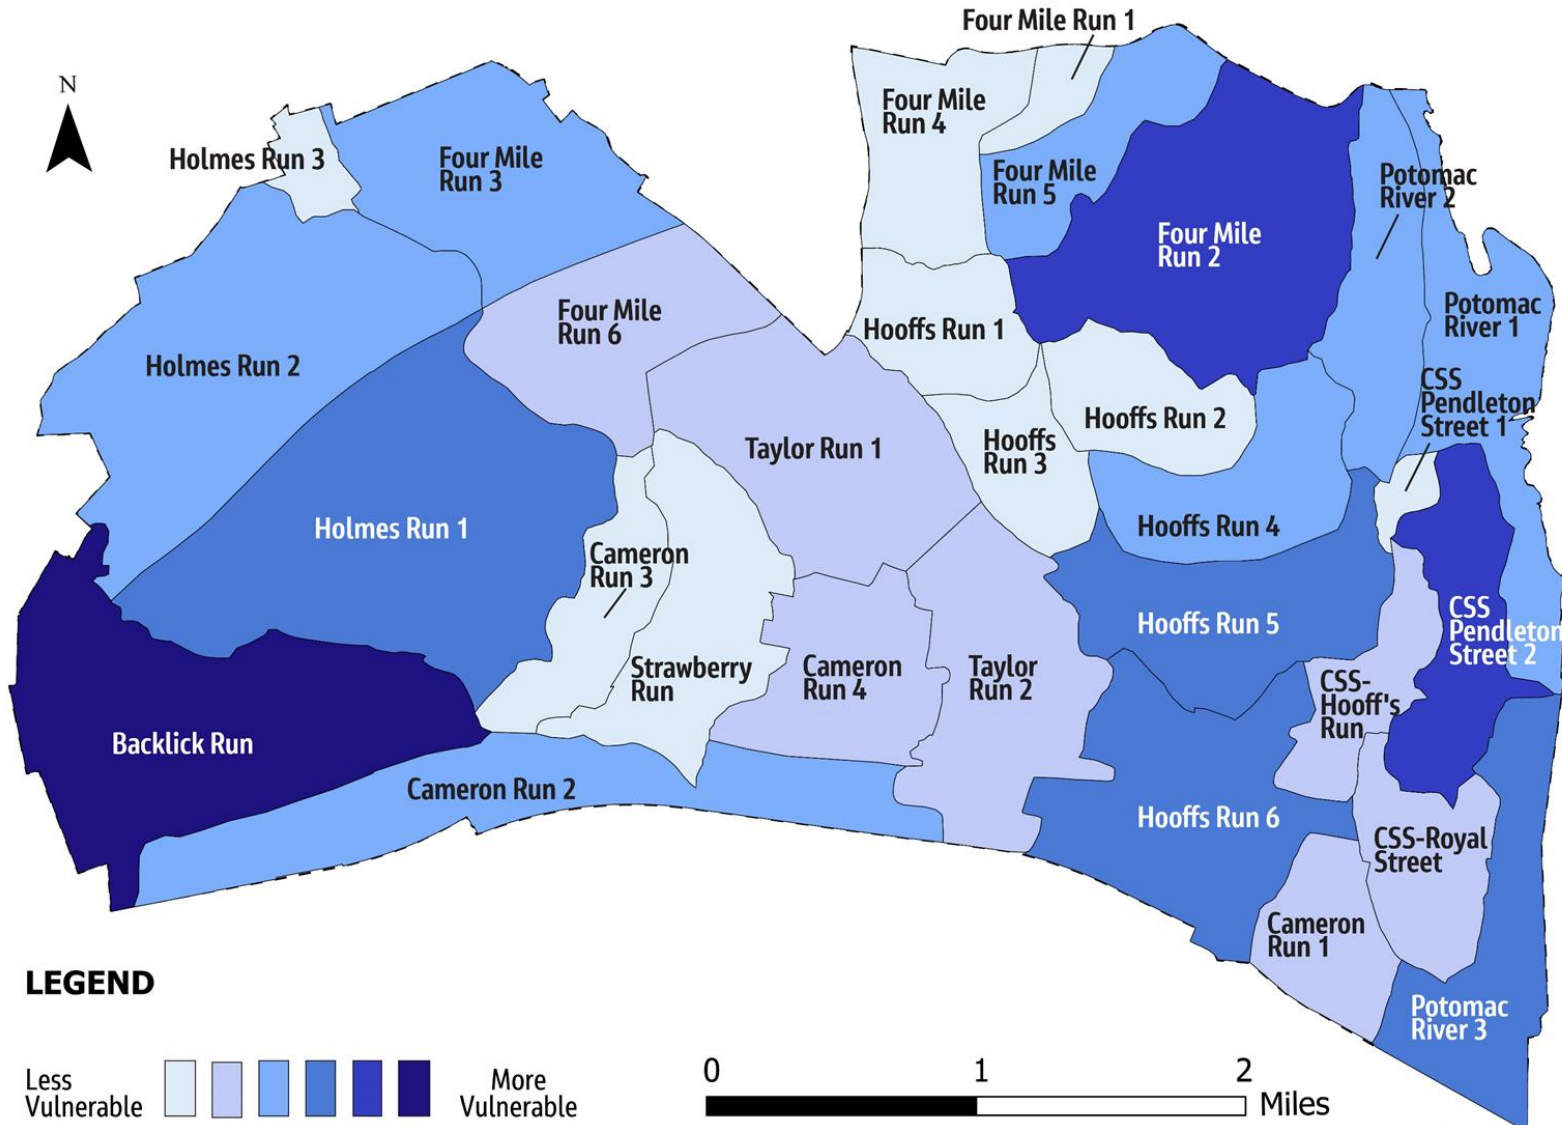 Four Mile Run 1
N
Four Mile
Run 4
Holmes Run 3
Four Mile
Run 3
Four Mile
Run 5
Potomac
River 2
Four Mile
Run 2
Four Mile
Run 6
Hooffs Run 1
Potomac
River 1
Holmes Run 2
CSS
Pendleton
Street 1
Hooffs Run 2
Taylor Run 1
Hooffs
Run 3
Holmes Run 1
Hooffs Run 4
Cameron
Run 3
Hooffs Run 5
CSS
Pendleton
Street 2
Strawberry
Run
Cameron
Run 4
Taylor
Run 2
CSS-
Hooff's
Run
Backlick Run
Cameron Run 2
Hooffs Run 6
CSS-Royal
Street
Cameron
Run 1
Potomac
River 3
LEGEND
Less
Vulnerable
More
Vulnerable
0 1 2
Miles